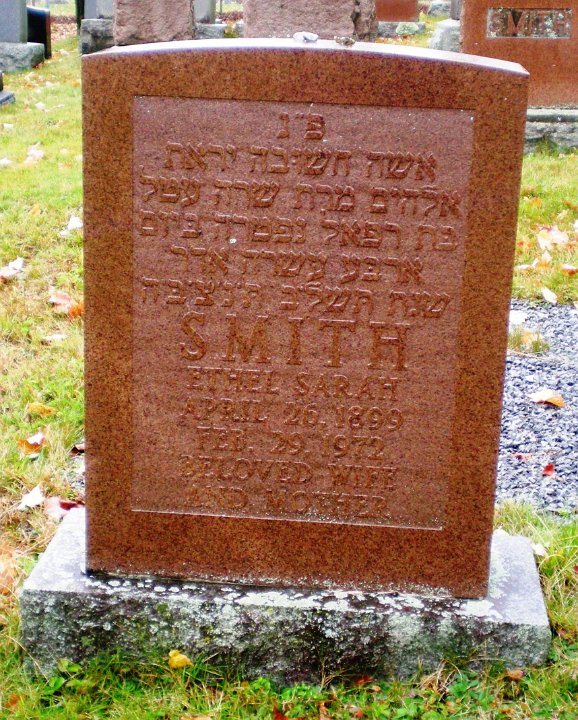 פ"נ
אשה חשובה יראת
אלהים מרת שרה עטל
בת רפאל נפטרה ביום
ארבע עשרה אדר
שנת תשל"ב ת'נ'צ'ב'ה
SMITH
ETHEL SARAH
APRIL 26, 1899
FEB. 29, 1972
BELOVED WIFE
AND MOTHER
SMITH